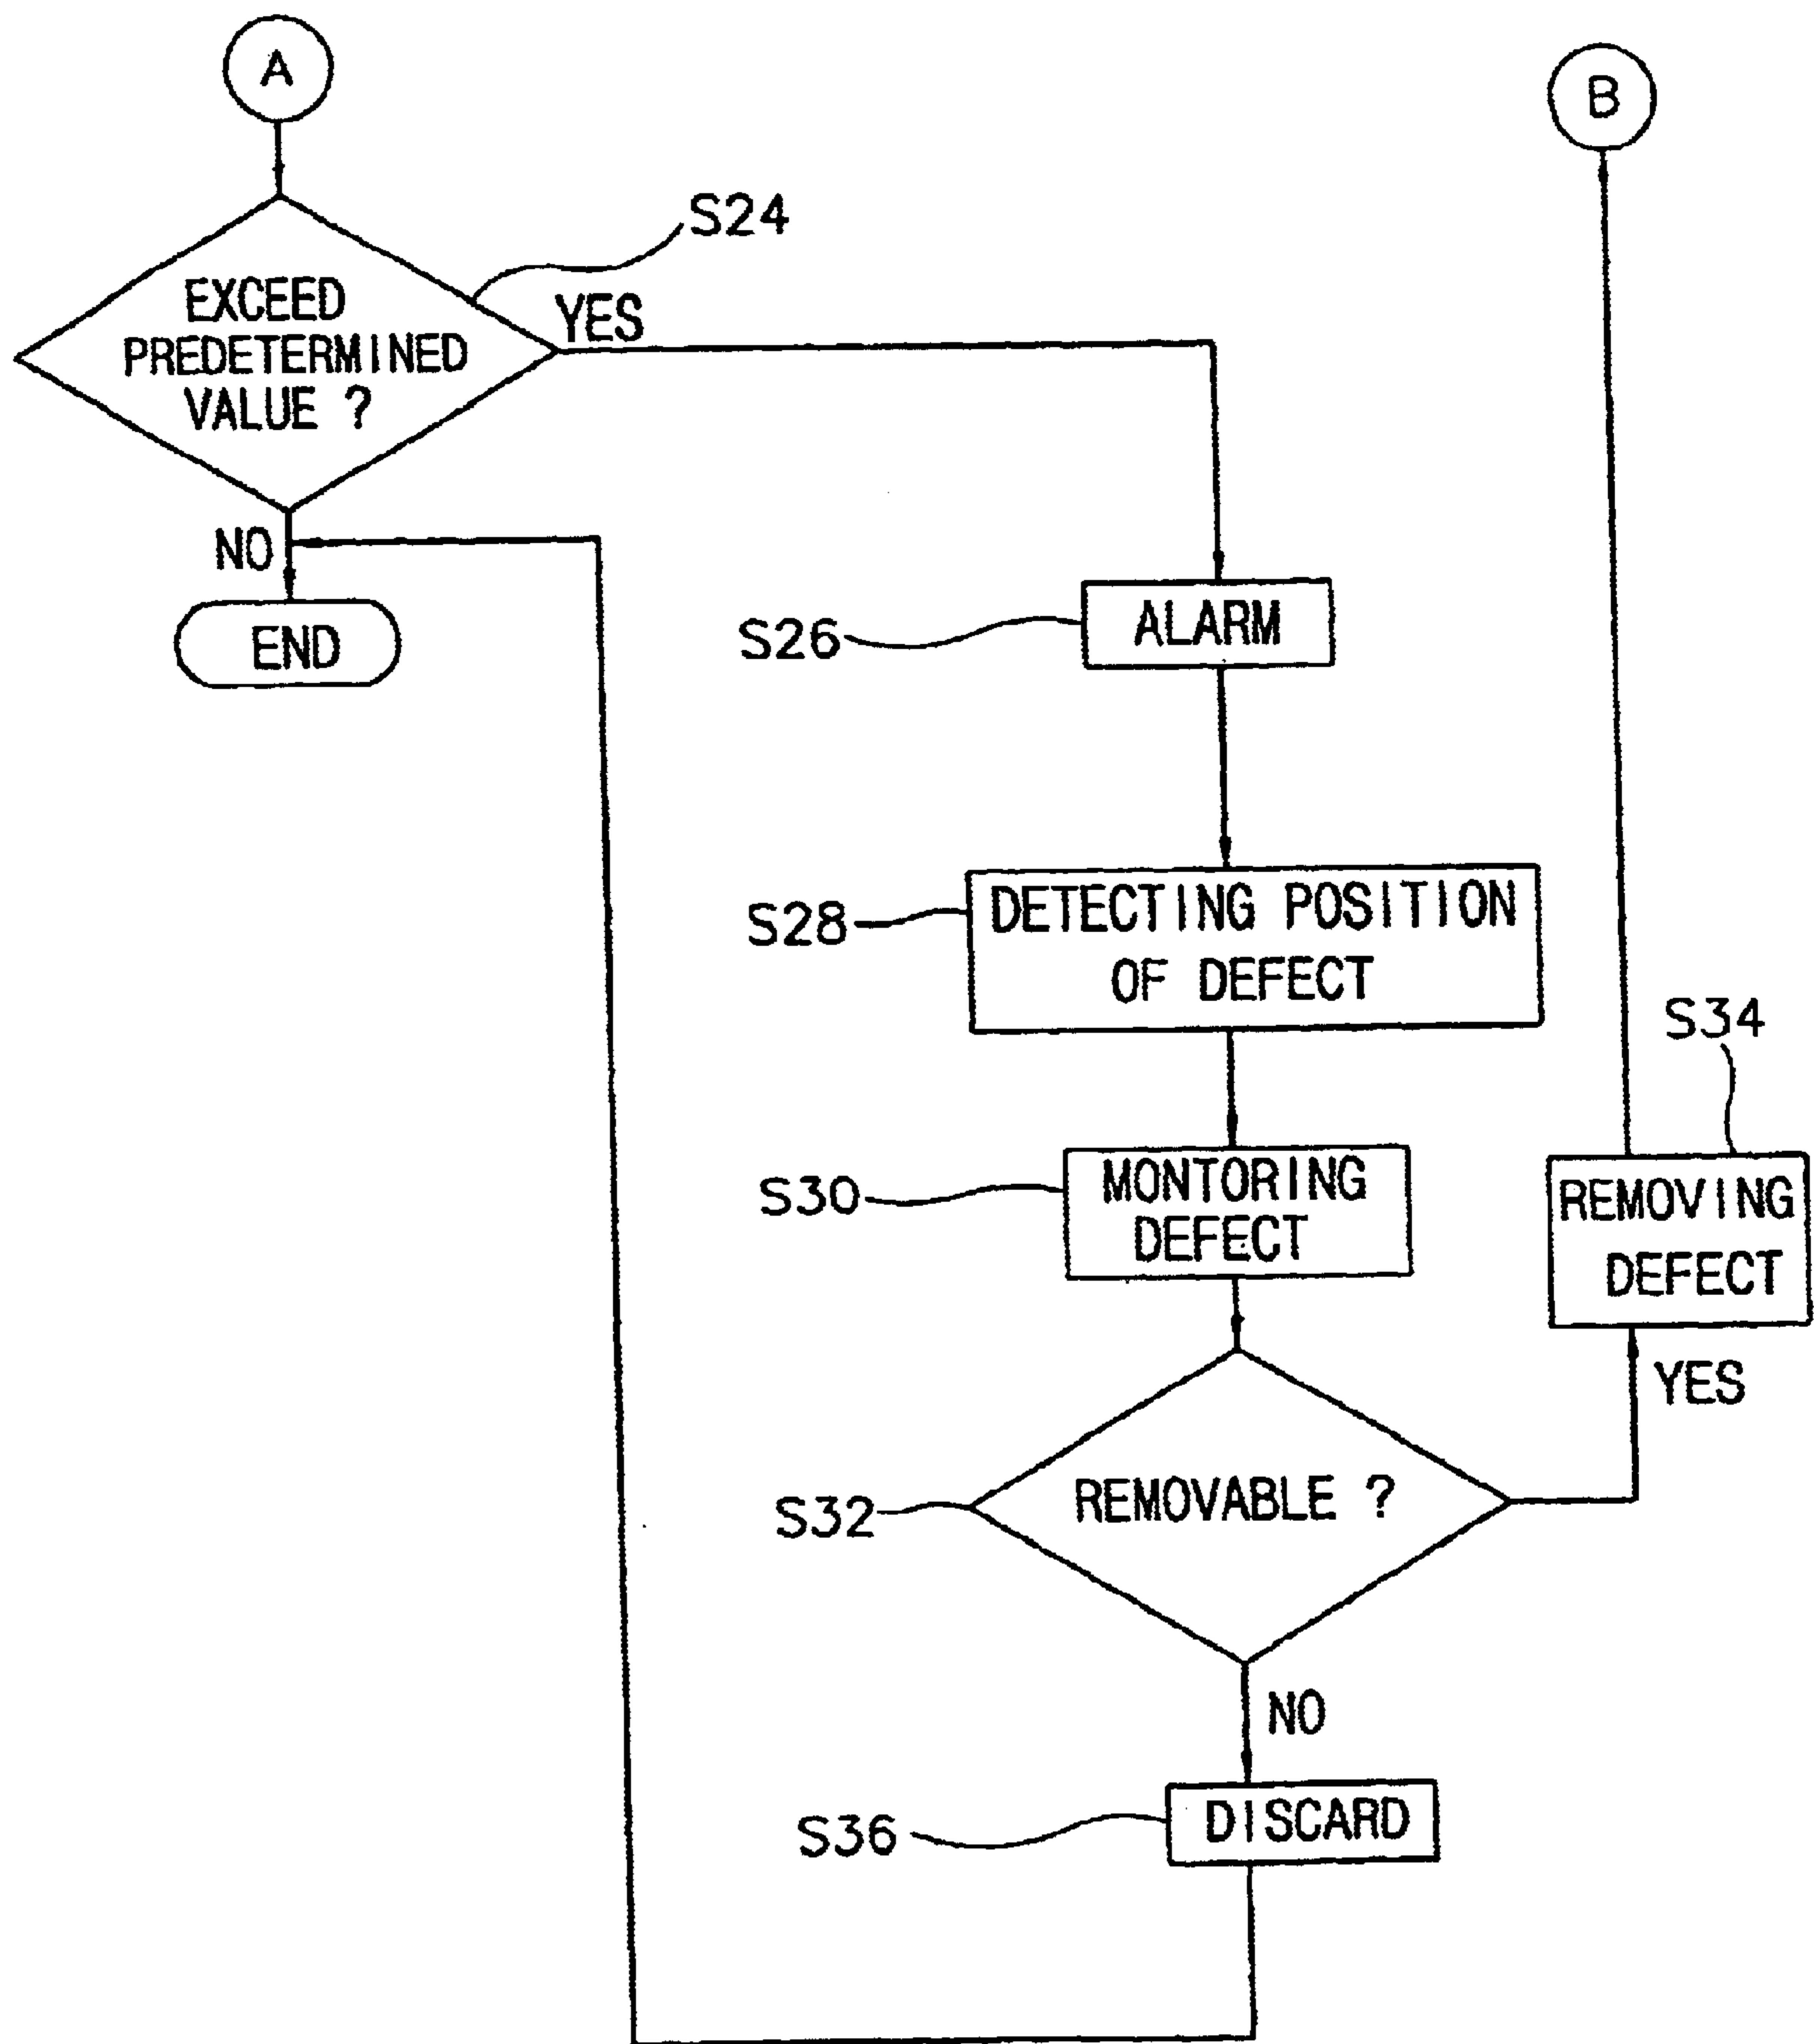 A
B
S24
EXCEED
PREDETERMINED
VALUE ?
YES
NO
END
S26
ALARM
S28
DETECTING POSITION
OF DEFECT
S30
MONTORING
DEFECT
S34
REMOVING
DEFECT
YES
S32
REMOVABLE ?
NO
S36
DISCARD